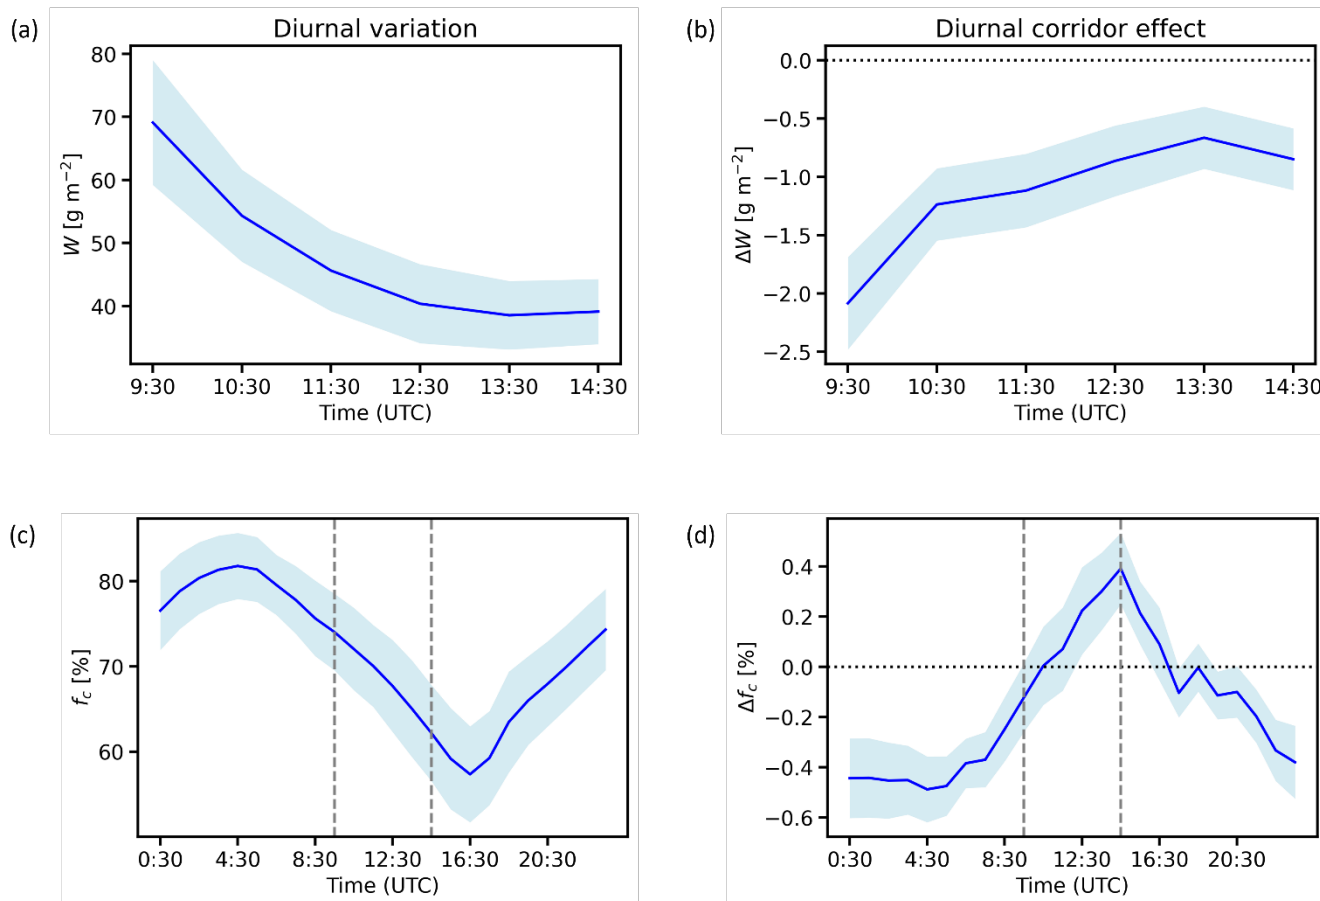 (a)
Diurnal variation
80
70
60
50
40
W [g m⁻²]
9:30 10:30 11:30 12:30 13:30 14:30
Time (UTC)
(b)
Diurnal corridor effect
0.0
−0.5
−1.0
−1.5
−2.0
−2.5
ΔW [g m⁻²]
9:30 10:30 11:30 12:30 13:30 14:30
Time (UTC)
(c)
80
70
60
f_c [%]
0:30 4:30 8:30 12:30 16:30 20:30
Time (UTC)
(d)
0.4
0.2
0.0
−0.2
−0.4
−0.6
Δf_c [%]
0:30 4:30 8:30 12:30 16:30 20:30
Time (UTC)